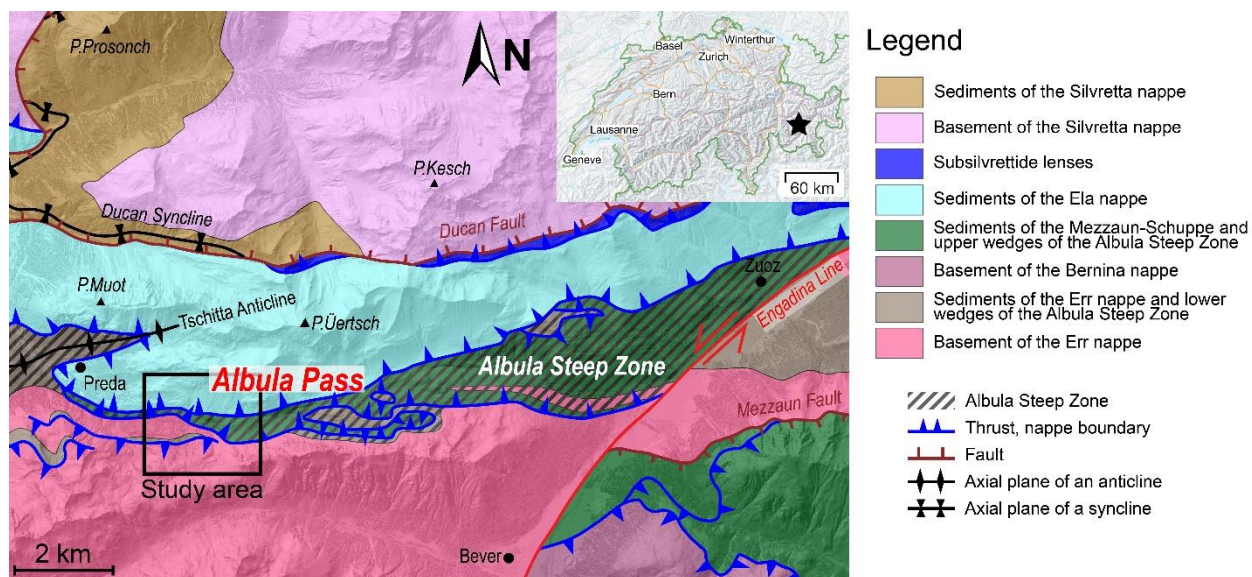 P.Prosonch
N
Basel
Winterthur
Zurich
Bern
Lausanne
Geneve
60 km
P.Kesch
Ducan Syncline
Ducan Fault
P.Muot
Tschitta Anticline
P.Üertsch
Zuoz
Engadina Line
Preda
Albula Pass
Albula Steep Zone
Mezzaun Fault
Study area
2 km
Bever
Legend
Sediments of the Silvretta nappe
Basement of the Silvretta nappe
Subsilvrettide lenses
Sediments of the Ela nappe
Sediments of the Mezzaun-Schuppe and
upper wedges of the Albula Steep Zone
Basement of the Bernina nappe
Sediments of the Err nappe and lower
wedges of the Albula Steep Zone
Basement of the Err nappe
Albula Steep Zone
Thrust, nappe boundary
Fault
Axial plane of an anticline
Axial plane of a syncline